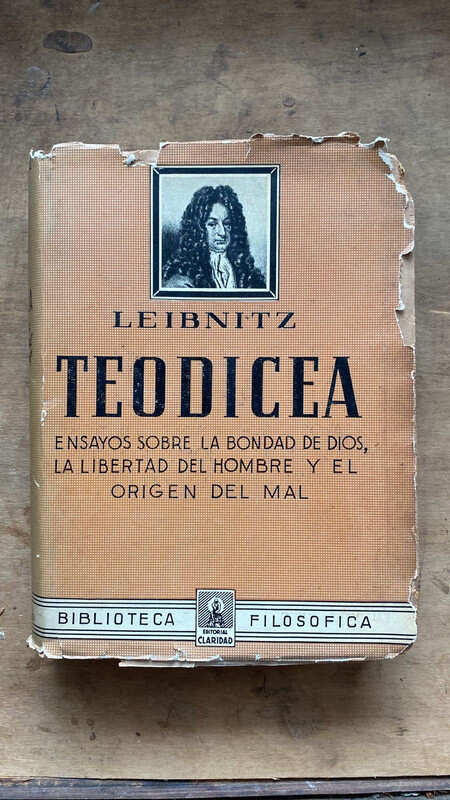 LEIBNITZ
TEODICEA
ENSAYOS SOBRE LA BONDAD DE DIOS,
LA LIBERTAD DEL HOMBRE Y EL
ORIGEN DEL MAL
BIBLIOTECA FILOSOFICA
EDITORIAL
CLARIDAD